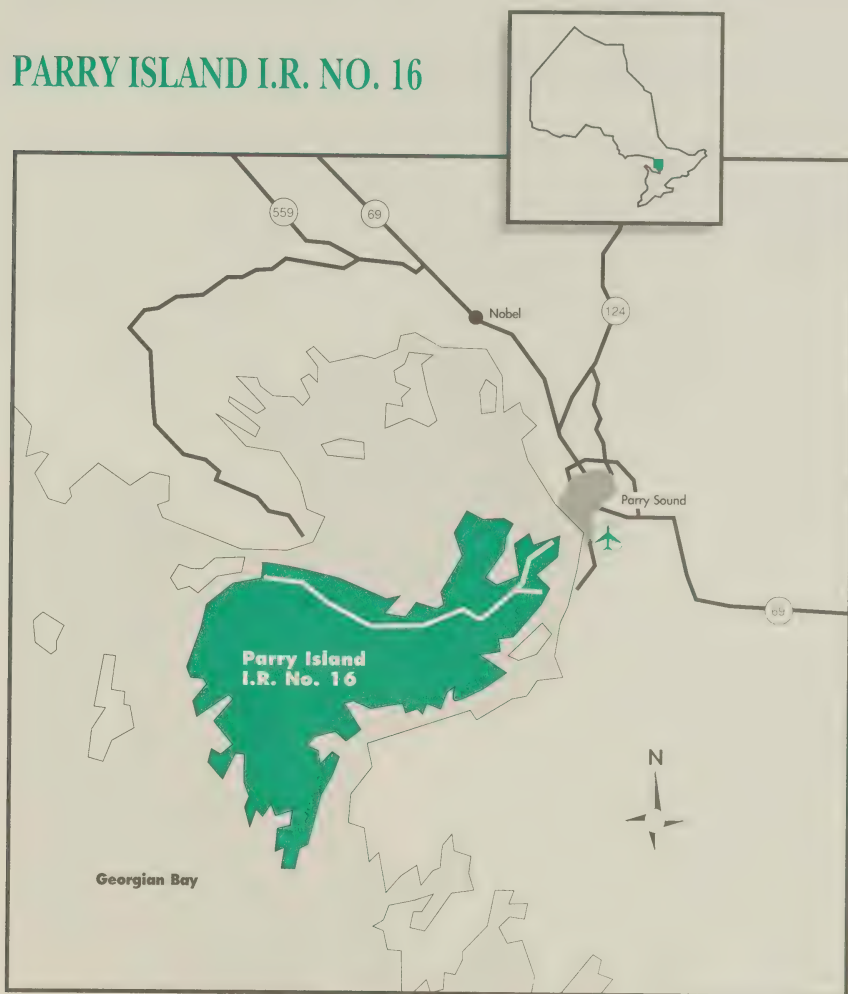 PARRY ISLAND I.R. NO. 16
559
69
Nobel
124
Parry Sound
69
Parry Island
I.R. No. 16
N
Georgian Bay